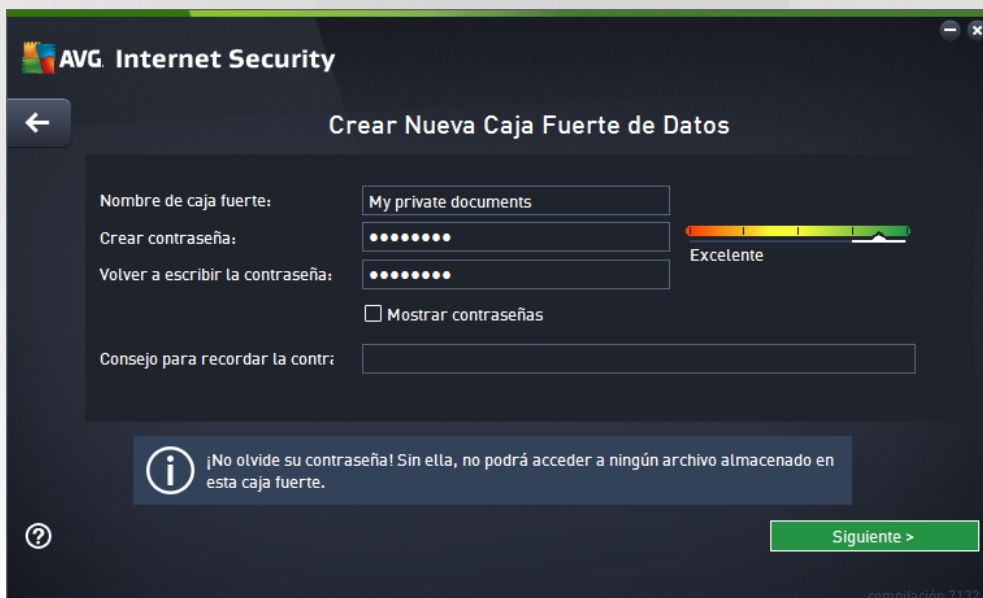 AVG. Internet Security
Crear Nueva Caja Fuerte de Datos
Nombre de caja fuerte:
My private documents
Crear contraseña:
Excelente
Volver a escribir la contraseña:
Mostrar contraseñas
Consejo para recordar la contra
¡No olvide su contraseña! Sin ella, no podrá acceder a ningún archivo almacenado en
esta caja fuerte.
Siguiente >
compilación 7132